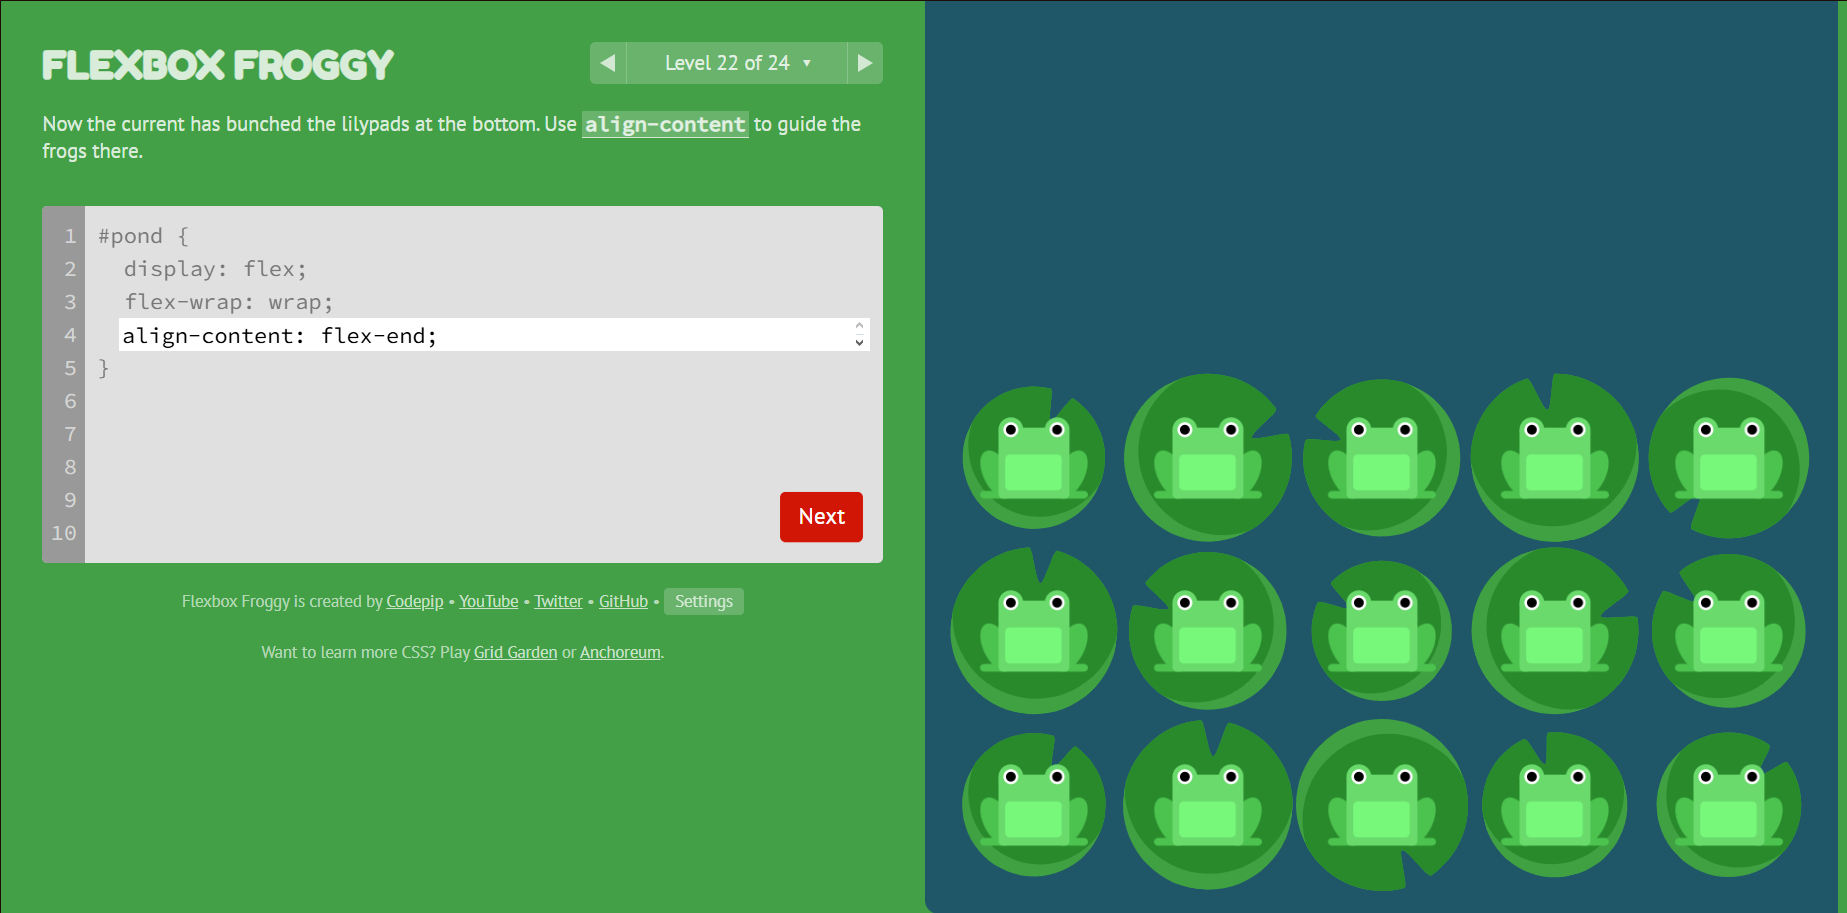 FLEXBOX FROGGY
◀ Level 22 of 24 ▼ ▶
Now the current has bunched the lilypads at the bottom. Use align-content to guide the
frogs there.
1 #pond {
2 display: flex;
3 flex-wrap: wrap;
4 align-content: flex-end;
5 }
6
7
8
9
10
Next
Flexbox Froggy is created by Codepip • YouTube • Twitter • GitHub • Settings
Want to learn more CSS? Play Grid Garden or Anchoreum.